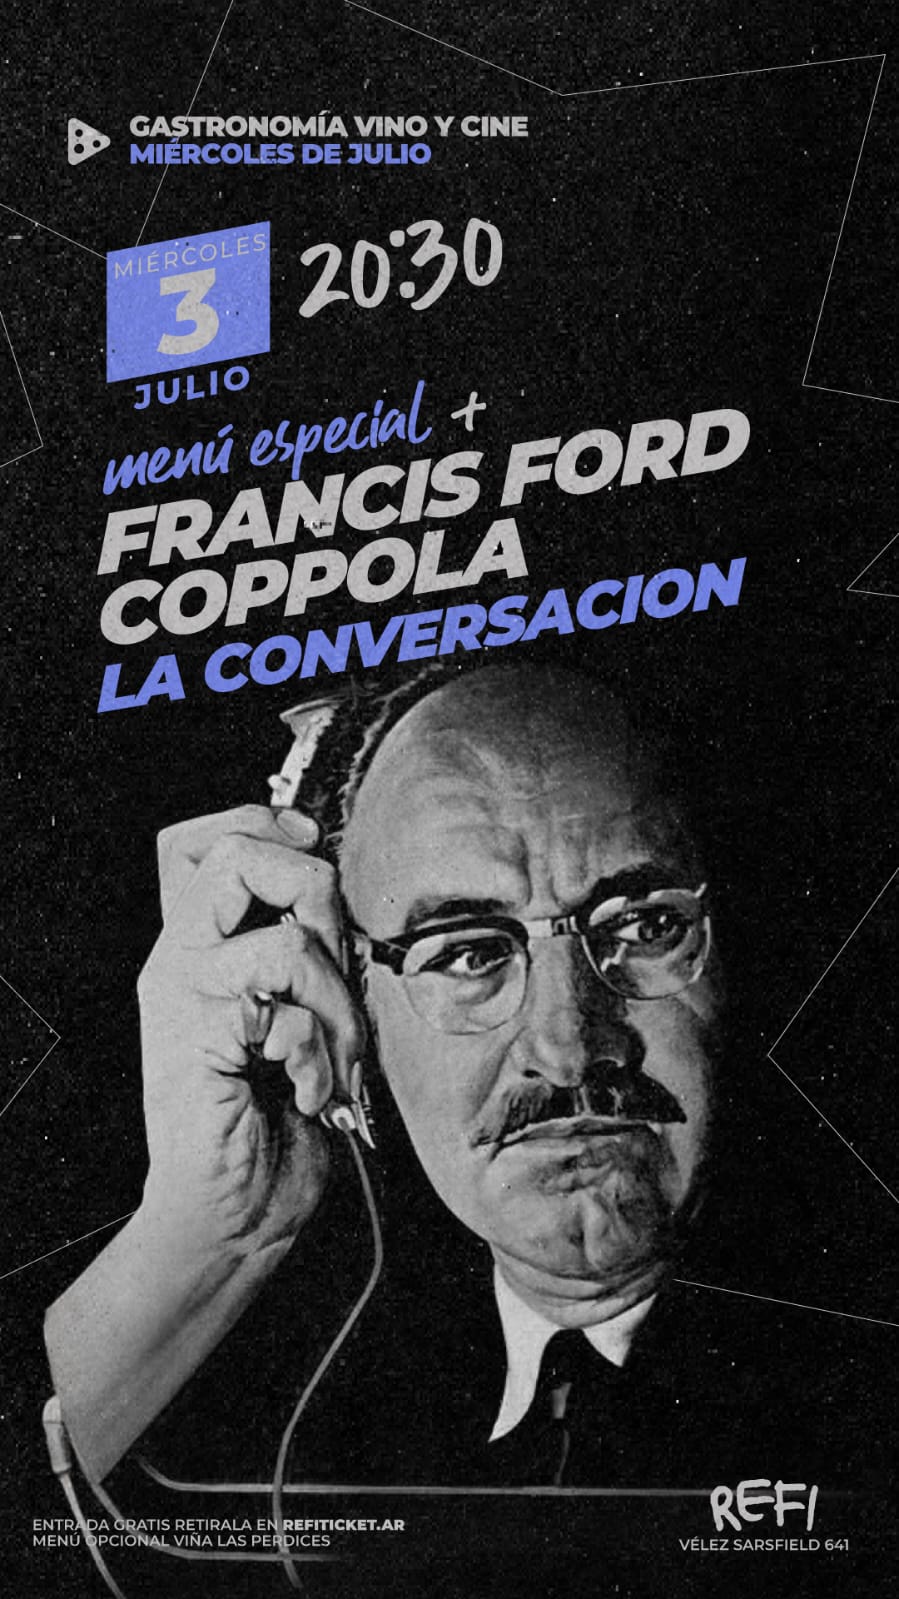 GASTRONOMÍA VINO Y CINE
MIÉRCOLES DE JULIO
MIÉRCOLES
3
JULIO
20:30
menú especial +
FRANCIS FORD
COPPOLA
LA CONVERSACION
ENTRADA GRATIS RETIRALA EN REFITICKET.AR
MENÚ OPCIONAL VIÑA LAS PERDICES
REFI
VÉLEZ SARSFIELD 641